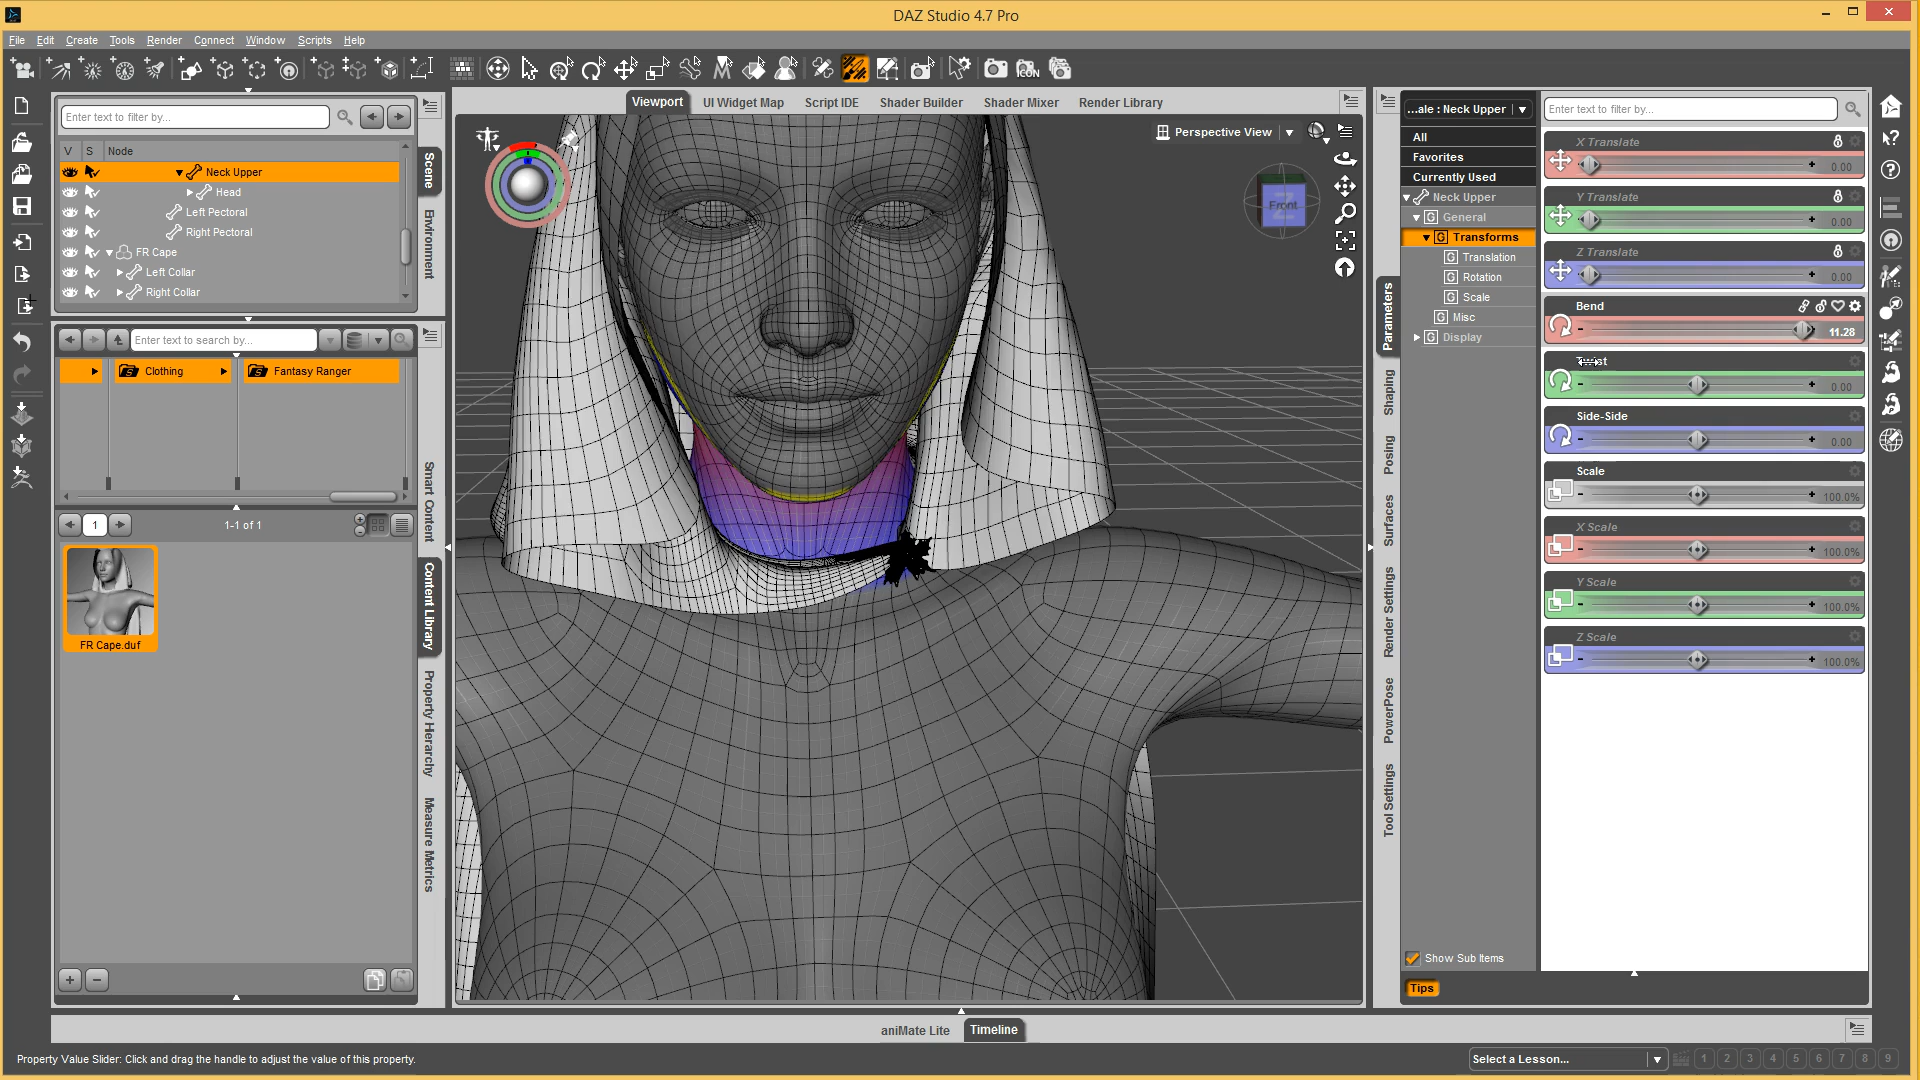 DAZ Studio 4.7 Pro
File Edit Create Tools Render Connect Window Scripts Help
Viewport UI Widget Map Script IDE Shader Builder Shader Mixer Render Library
Enter text to filter by...
V S Node
Neck Upper
Head
Left Pectoral
Right Pectoral
FR Cape
Left Collar
Right Collar
Scene
Environment
Enter text to search by...
Clothing
Fantasy Ranger
1
1-1 of 1
FR Cape.duf
Smart Content
Content Library
Property Hierarchy
Measure Metrics
ICON
Perspective View
Front
Parameters
Shaping
Posing
Surfaces
Render Settings
PowerPose
Tool Settings
...ale : Neck Upper
All
Favorites
Currently Used
Neck Upper
G General
G Transforms
G Translation
G Rotation
G Scale
G Misc
G Display
Show Sub Items
Tips
Enter text to filter by...
X Translate
0.00
Y Translate
0.00
Z Translate
0.00
Bend
11.28
0.00
Side-Side
0.00
Scale
100.0%
X Scale
100.0%
Y Scale
100.0%
Z Scale
100.0%
aniMate Lite Timeline
Property Value Slider: Click and drag the handle to adjust the value of this property.
Select a Lesson...
1 2 3 4 5 6 7 8 9